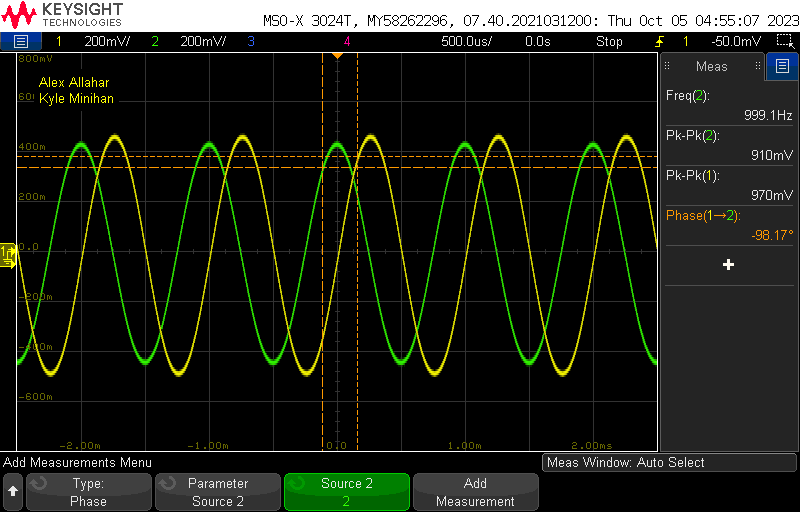 KEYSIGHT
TECHNOLOGIES
MSO-X 3024T, MY58262296, 07.40.2021031200: Thu Oct 05 04:55:07 2023
1 200mV/ 2 200mV/ 3 4 500.0us/ 0.0s Stop 1 -50.0mV
800mV
Alex Allahar
600m
Kyle Minihan
400m
200m
0.0
-200m
-400m
-600m
-2.00m -1.00m 0.0 1.00m 2.00ms
Meas
Freq(2):
999.1Hz
Pk-Pk(2):
910mV
Pk-Pk(1):
970mV
Phase(1→2):
-98.17°
Add Measurements Menu
Meas Window: Auto Select
Type:
Phase
Parameter
Source 2
Source 2
2
Add
Measurement